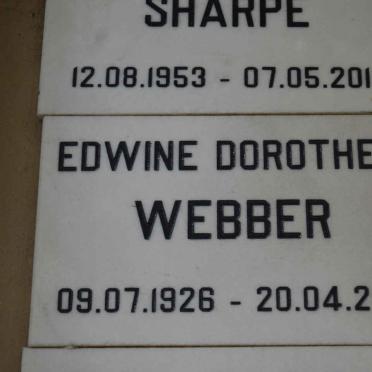 SHARPE
12.08.1953 - 07.05.201
EDWINE DOROTHE
WEBBER
09.07.1926 - 20.04.2